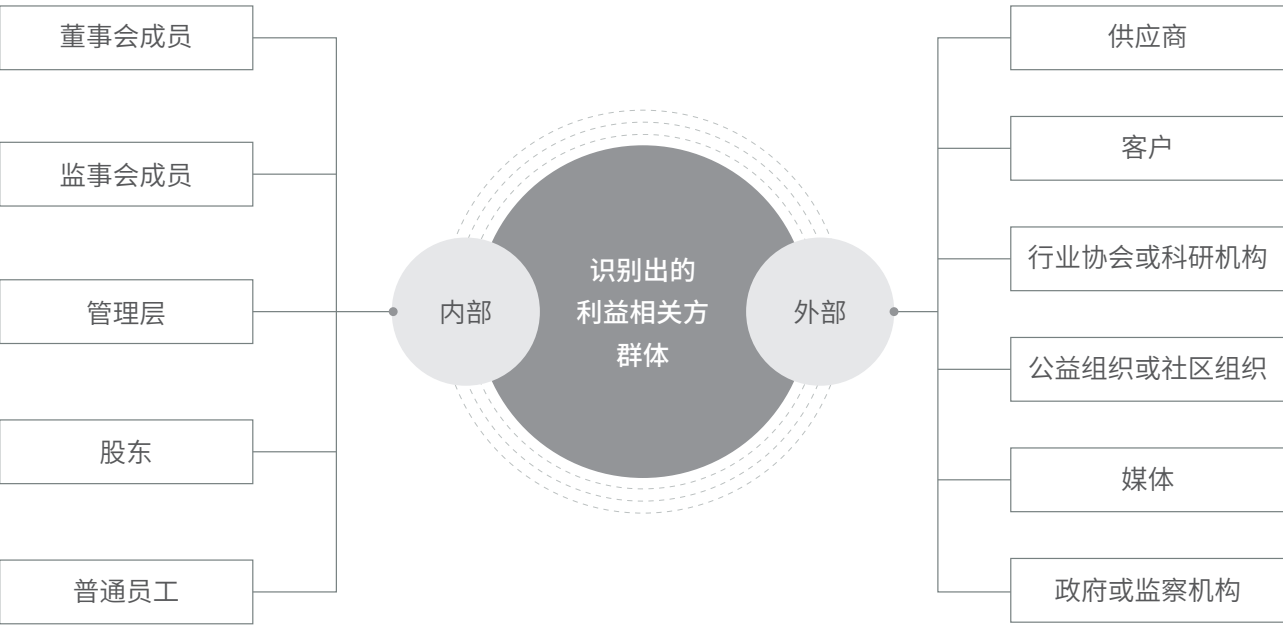 董事会成员
监事会成员
管理层
股东
普通员工
内部
识别出的
利益相关方
群体
外部
供应商
客户
行业协会或科研机构
公益组织或社区组织
媒体
政府或监察机构